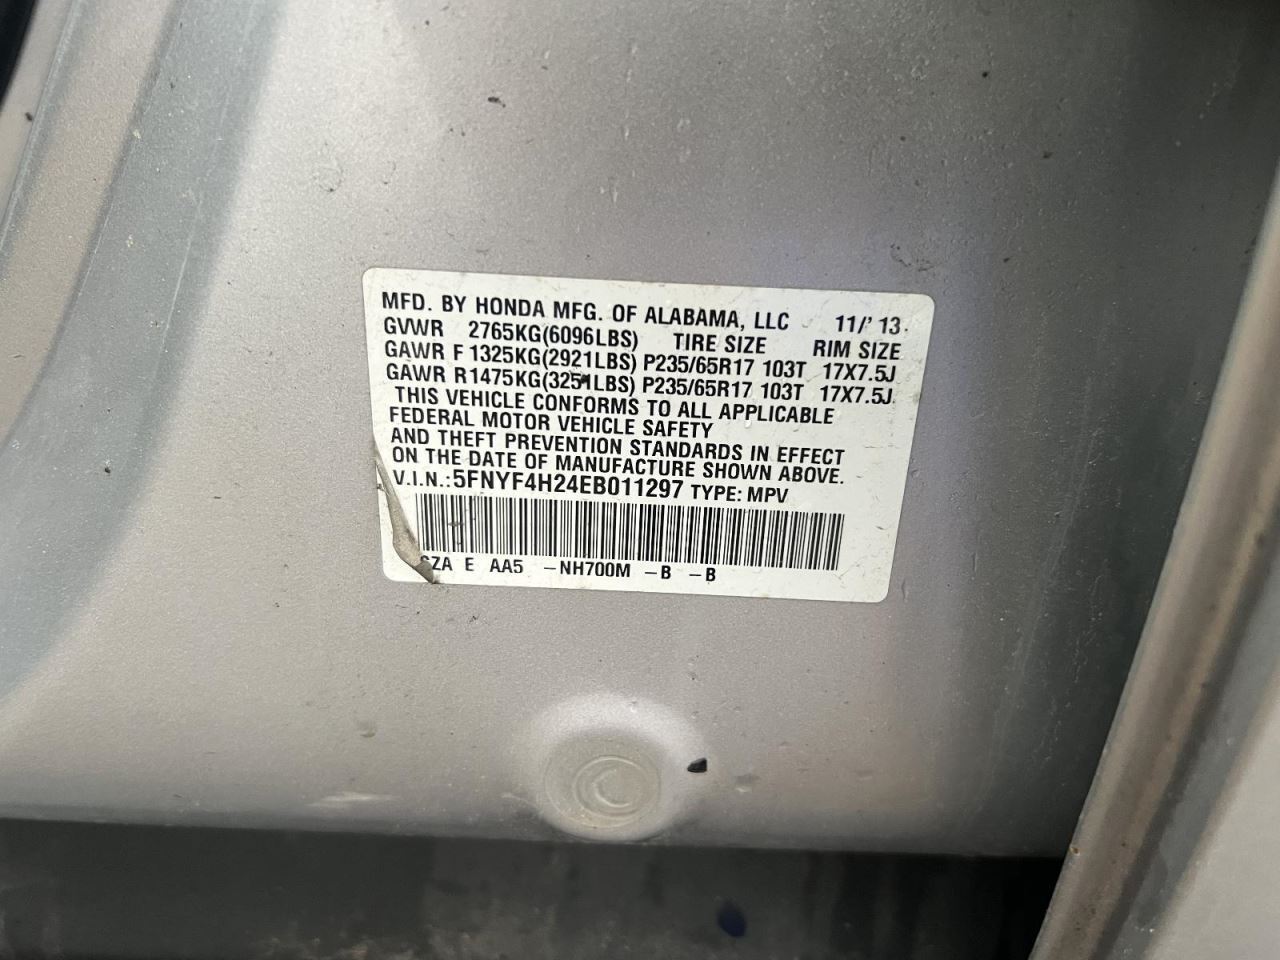 MFD. BY HONDA MFG. OF ALABAMA, LLC 11/'13
GVWR 2765KG(6096LBS) TIRE SIZE RIM SIZE
GAWR F 1325KG(2921LBS) P235/65R17 103T 17X7.5J
GAWR R1475KG(3251LBS) P235/65R17 103T 17X7.5J
THIS VEHICLE CONFORMS TO ALL APPLICABLE
FEDERAL MOTOR VEHICLE SAFETY
AND THEFT PREVENTION STANDARDS IN EFFECT
ON THE DATE OF MANUFACTURE SHOWN ABOVE.
V.I.N.:5FNYF4H24EB011297 TYPE: MPV
E AA5 -NH700M -B -B